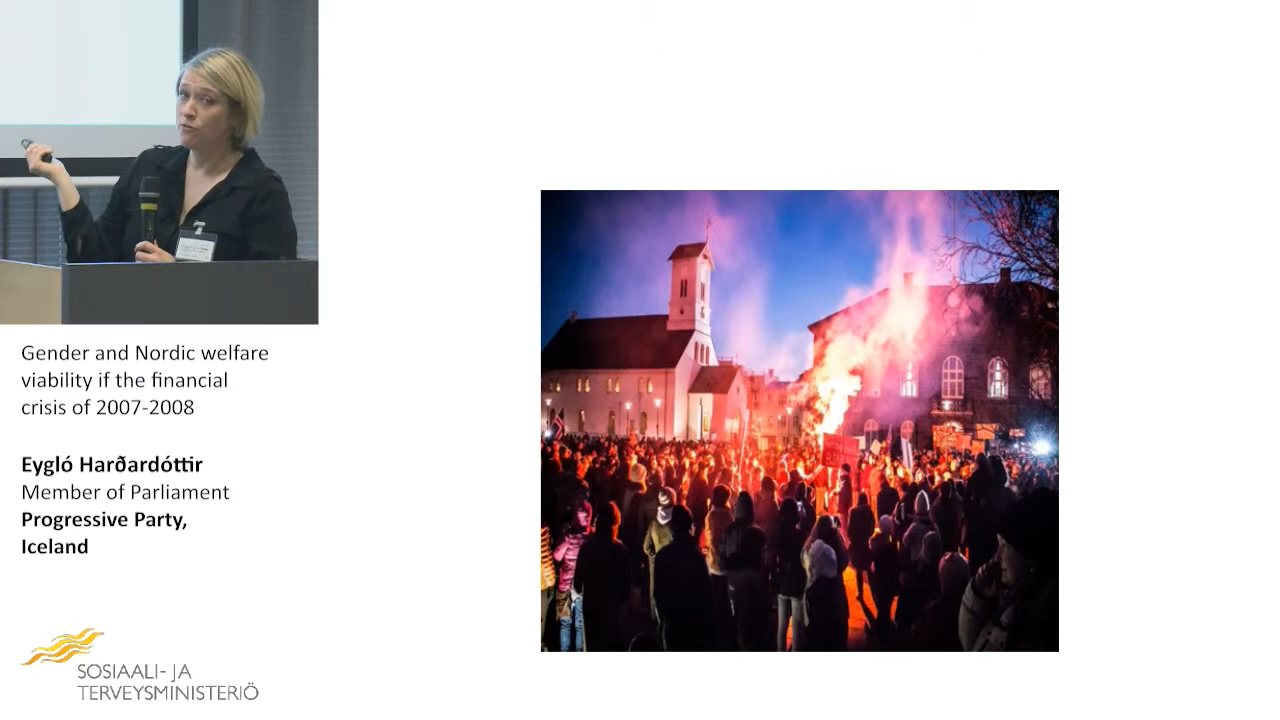 Gender and Nordic welfare
viability if the financial
crisis of 2007-2008
Eygló Harðardóttir
Member of Parliament
Progressive Party,
Iceland
SOSIAALI- JA
TERVEYSMINISTERIÖ